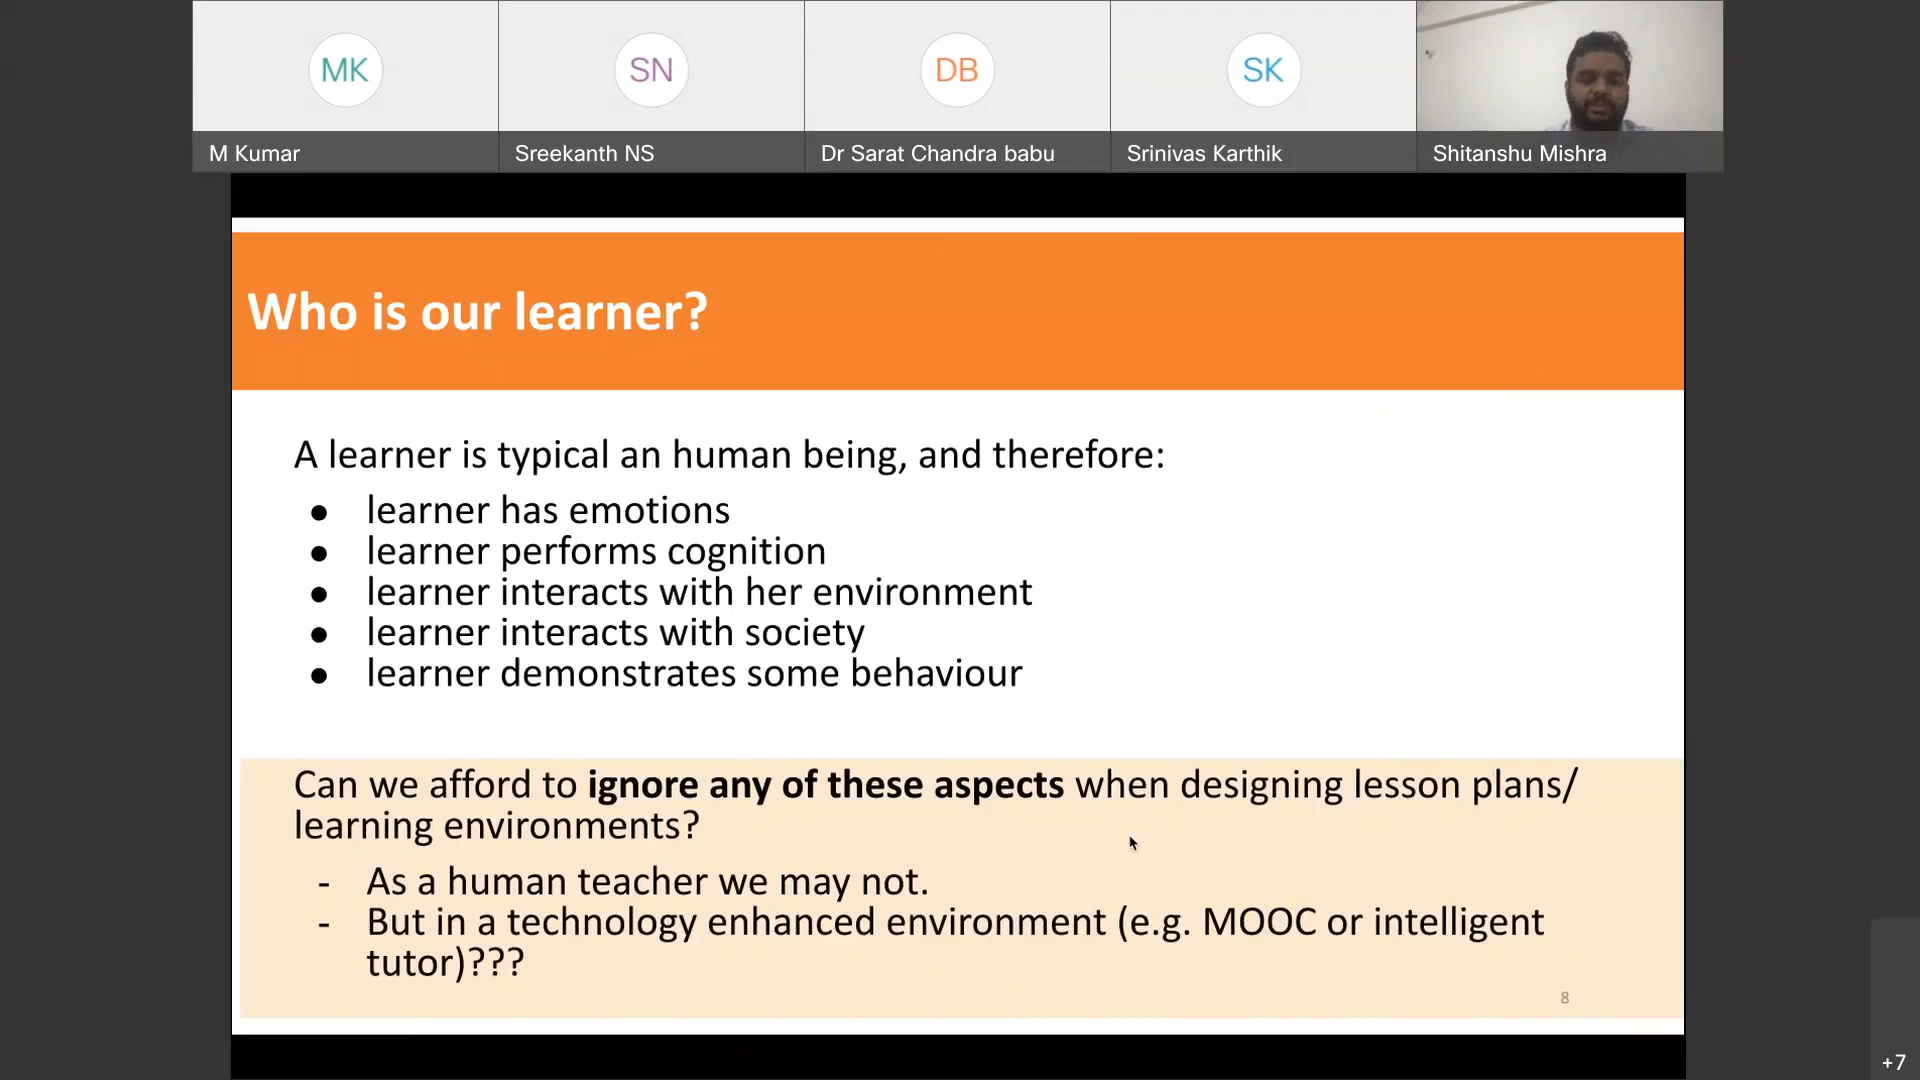 MK
SN
DB
SK
M Kumar
Sreekanth NS
Dr Sarat Chandra babu
Srinivas Karthik
Shitanshu Mishra
Who is our learner?
A learner is typical an human being, and therefore:
● learner has emotions
● learner performs cognition
● learner interacts with her environment
● learner interacts with society
● learner demonstrates some behaviour
Can we afford to ignore any of these aspects when designing lesson plans/
learning environments?
- As a human teacher we may not.
- But in a technology enhanced environment (e.g. MOOC or intelligent
tutor)???
8
+7